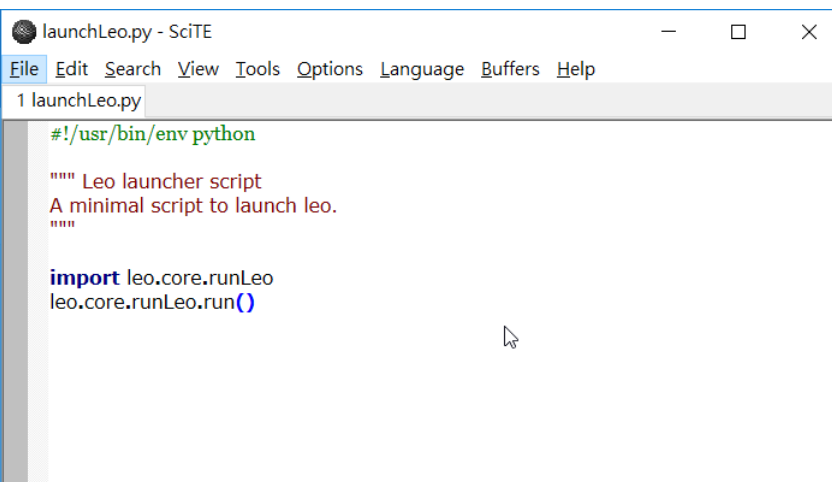 launchLeo.py - SciTE
File Edit Search View Tools Options Language Buffers Help
1 launchLeo.py
#!/usr/bin/env python
""" Leo launcher script
A minimal script to launch leo.
"""
import leo.core.runLeo
leo.core.runLeo.run()